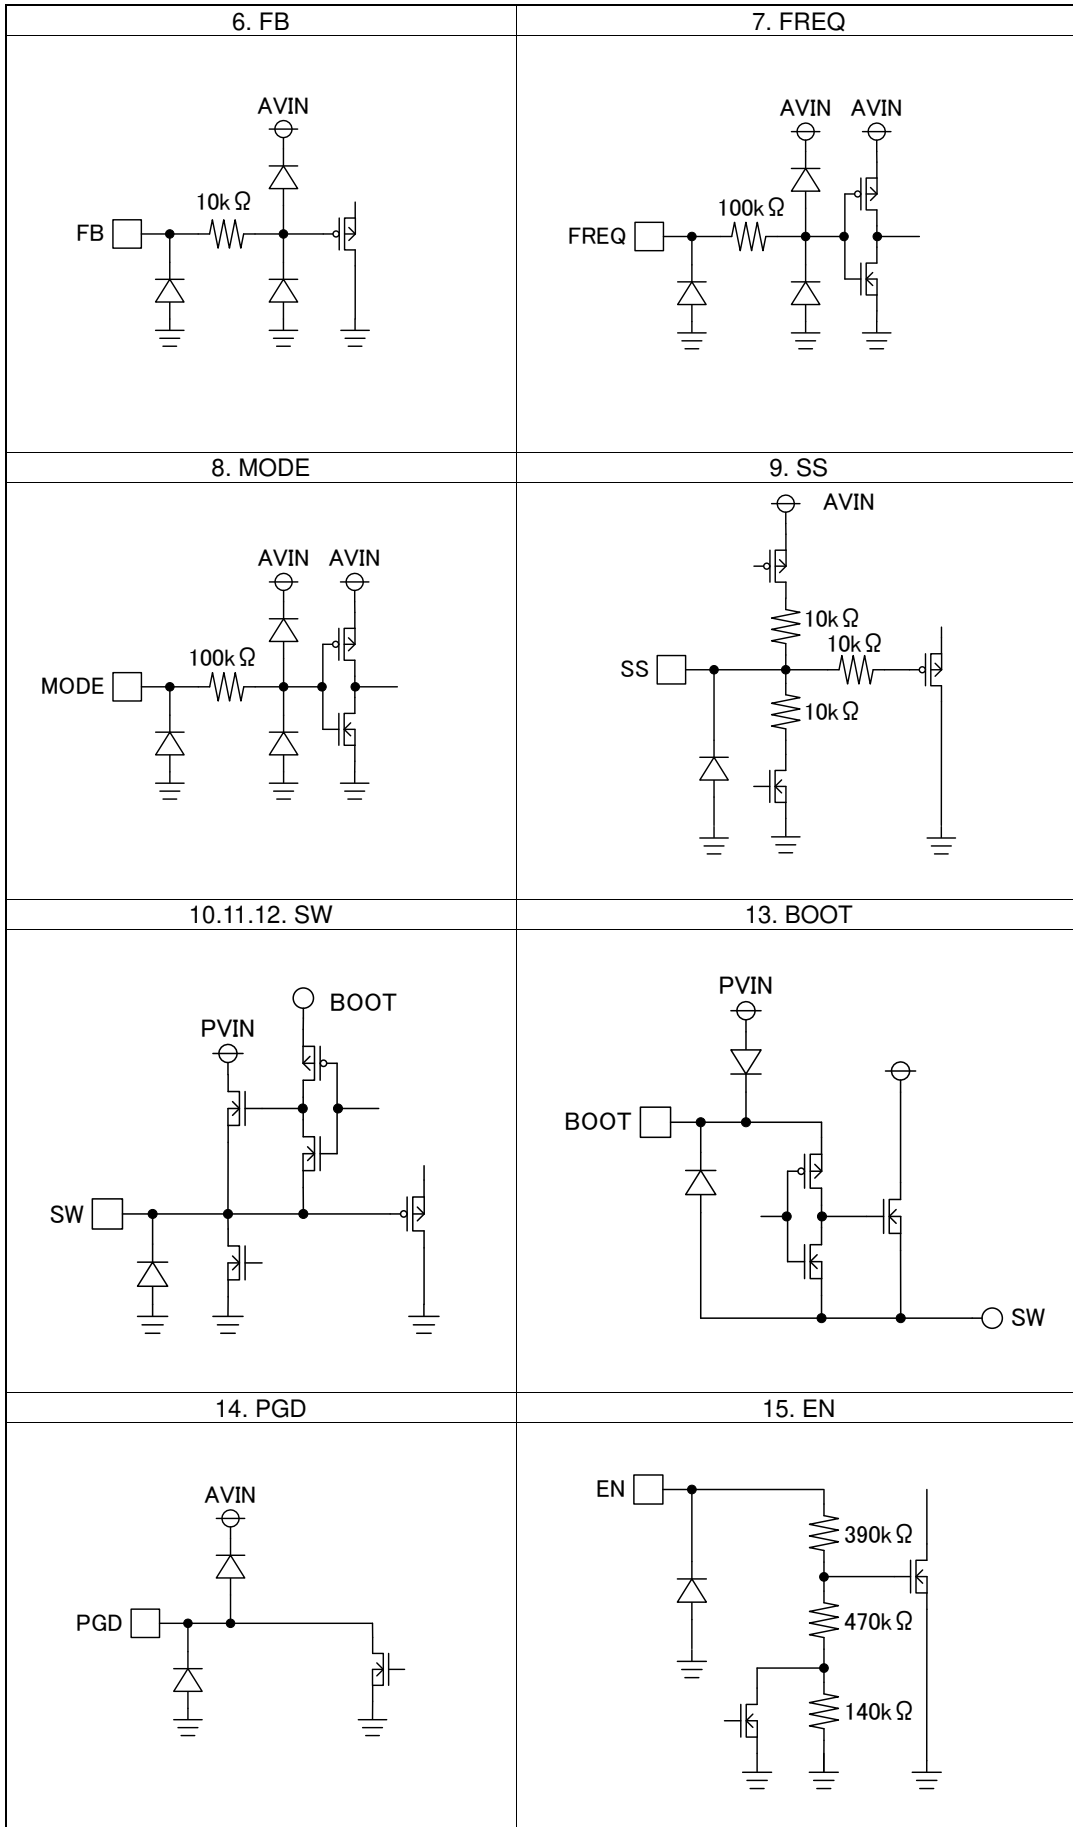 6. FB
7. FREQ
AVIN
10kΩ
FB
AVIN AVIN
100kΩ
FREQ
8. MODE
9. SS
AVIN AVIN
100kΩ
MODE
AVIN
10kΩ
10kΩ
SS
10kΩ
10.11.12. SW
13. BOOT
BOOT
PVIN
SW
PVIN
BOOT
SW
14. PGD
15. EN
AVIN
PGD
EN
390kΩ
470kΩ
140kΩ